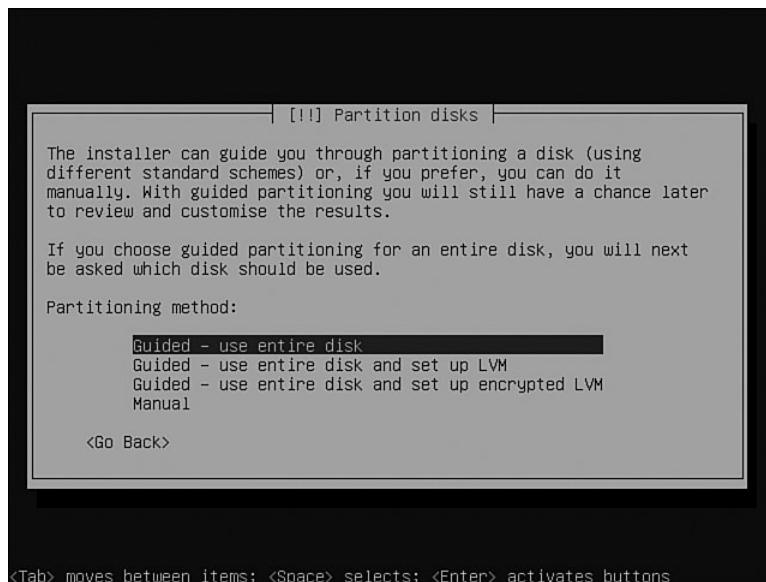 [!!] Partition disks
The installer can guide you through partitioning a disk (using
different standard schemes) or, if you prefer, you can do it
manually. With guided partitioning you will still have a chance later
to review and customise the results.
If you choose guided partitioning for an entire disk, you will next
be asked which disk should be used.
Partitioning method:
Guided - use entire disk
Guided - use entire disk and set up LVM
Guided - use entire disk and set up encrypted LVM
Manual
<Go Back>
<Tab> moves between items; <Space> selects; <Enter> activates buttons